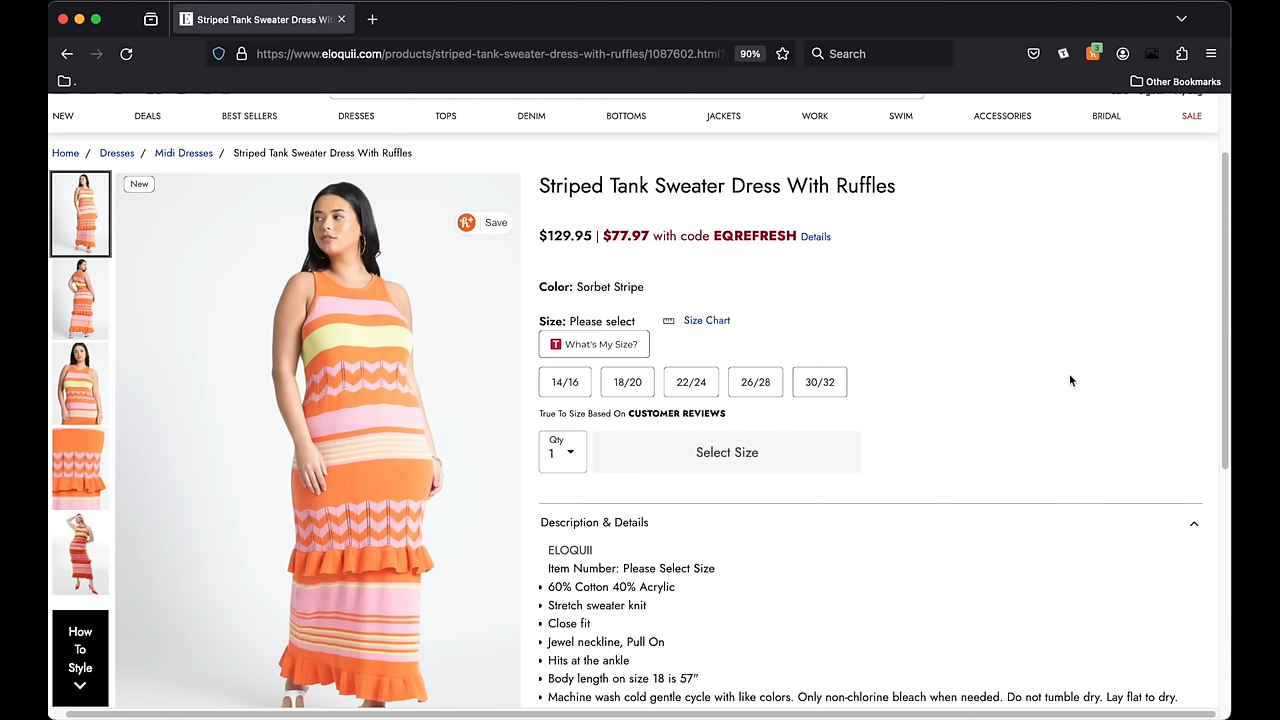 Striped Tank Sweater Dress Wit
https://www.eloquii.com/products/striped-tank-sweater-dress-with-ruffles/1087602.html?
90%
Search
3
Other Bookmarks
NEW DEALS BEST SELLERS DRESSES TOPS DENIM BOTTOMS JACKETS WORK SWIM ACCESSORIES BRIDAL SALE
Home / Dresses / Midi Dresses / Striped Tank Sweater Dress With Ruffles
New
Save
How
To
Style
Striped Tank Sweater Dress With Ruffles
$129.95 | $77.97 with code EQREFRESH Details
Color: Sorbet Stripe
Size: Please select Size Chart
T What's My Size?
14/16 18/20 22/24 26/28 30/32
True To Size Based On CUSTOMER REVIEWS
Qty
1
Select Size
Description & Details
ELOQUII
Item Number: Please Select Size
60% Cotton 40% Acrylic
Stretch sweater knit
Close fit
Jewel neckline, Pull On
Hits at the ankle
Body length on size 18 is 57"
Machine wash cold gentle cycle with like colors. Only non-chlorine bleach when needed. Do not tumble dry. Lay flat to dry.